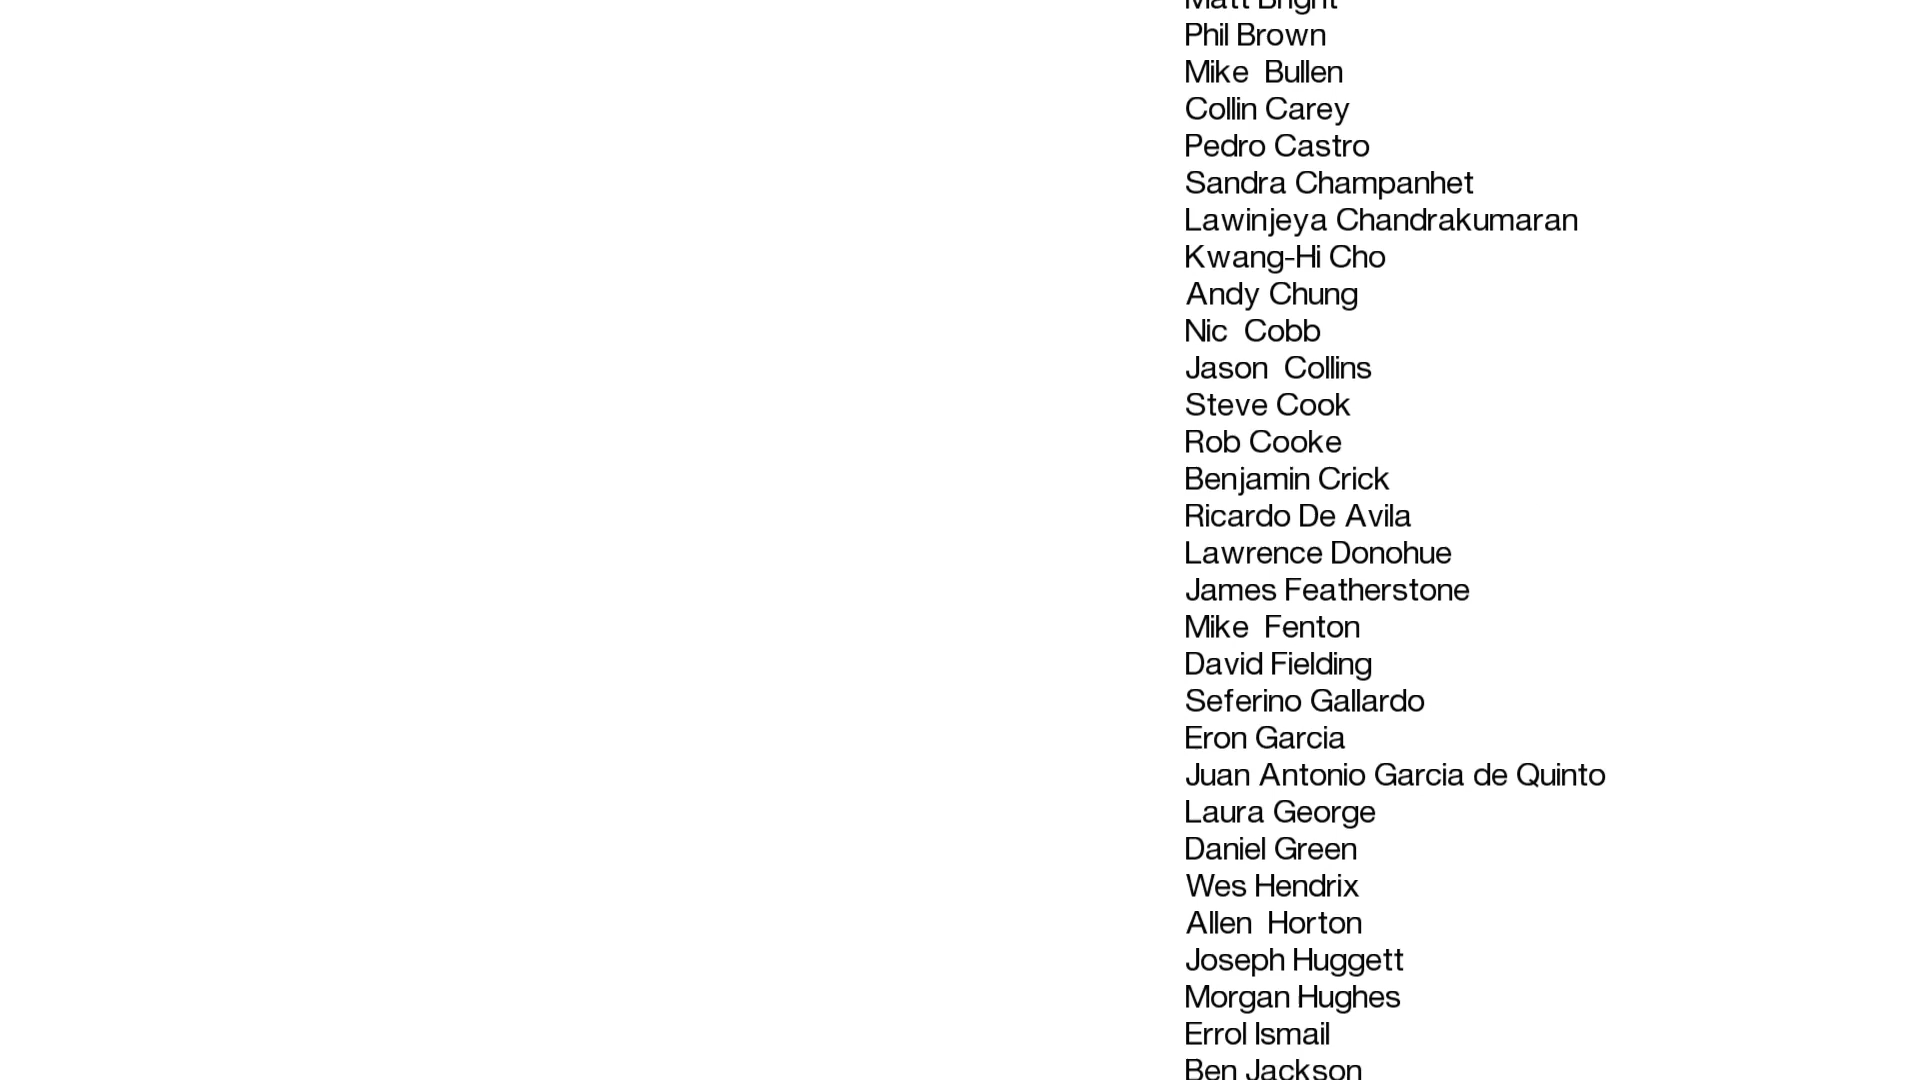 Matt Bright
Phil Brown
Mike  Bullen
Collin Carey
Pedro Castro
Sandra Champanhet
Lawinjeya Chandrakumaran
Kwang-Hi Cho
Andy Chung
Nic  Cobb
Jason  Collins
Steve Cook
Rob Cooke
Benjamin Crick
Ricardo De Avila
Lawrence Donohue
James Featherstone
Mike  Fenton
David Fielding
Seferino Gallardo
Eron Garcia
Juan Antonio Garcia de Quinto
Laura George
Daniel Green
Wes Hendrix
Allen  Horton
Joseph Huggett
Morgan Hughes
Errol Ismail
Ben Jackson